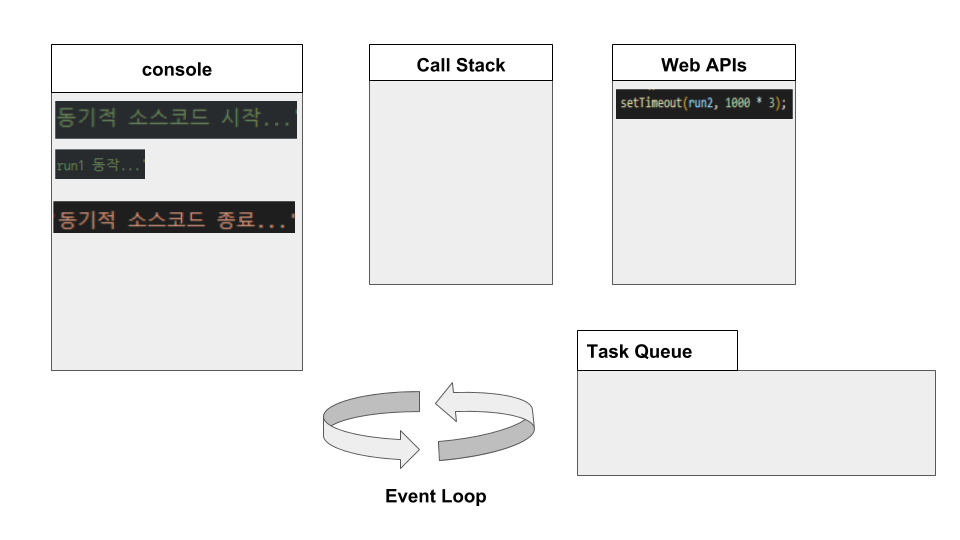 console
동기적 소스코드 시작...'
run1 동작...'
'동기적 소스코드 종료..."
Call Stack
Web APIs
setTimeout(run2, 1000 * 3);
Task Queue
Event Loop